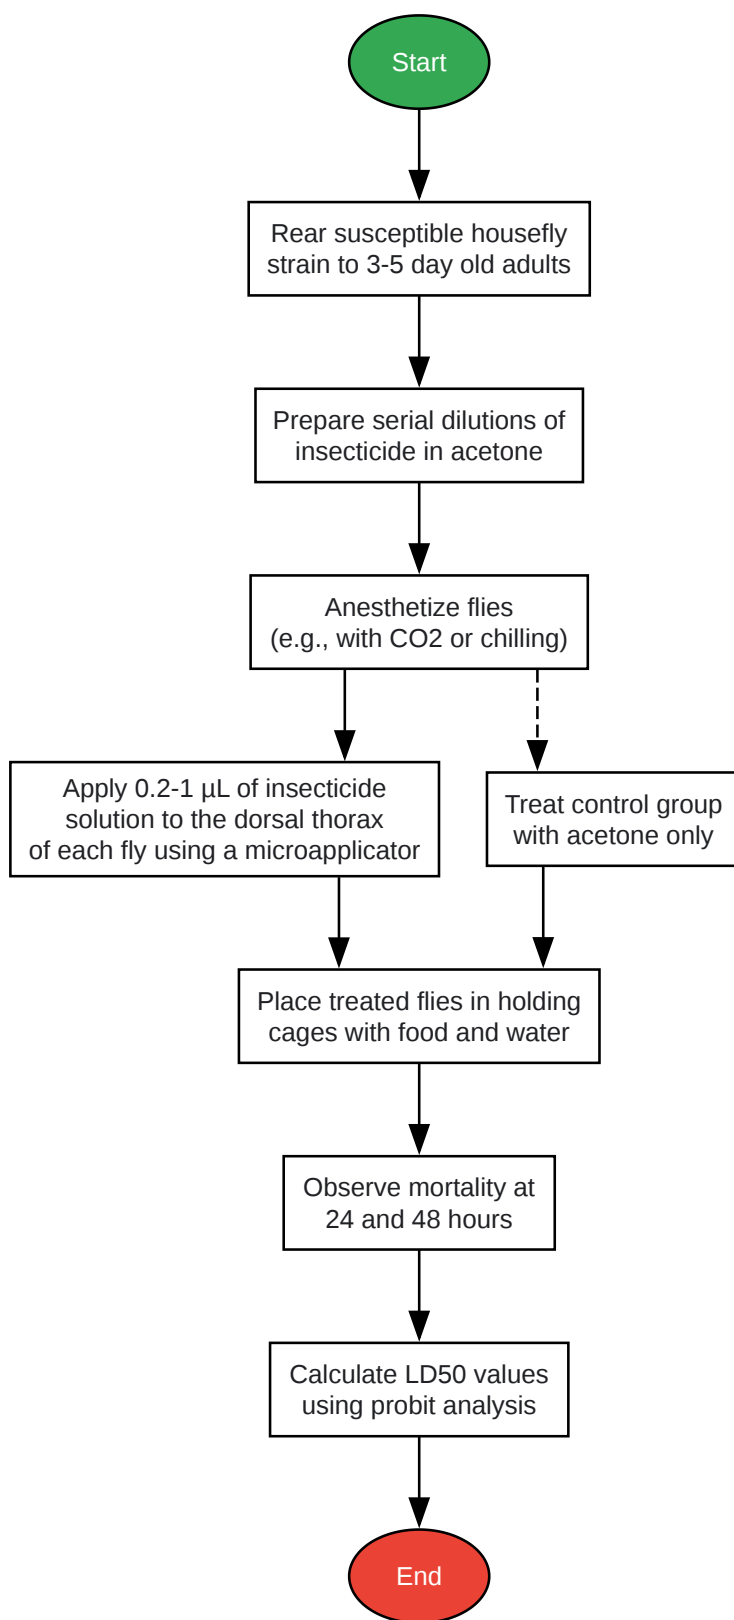 Start
Rear susceptible housefly
strain to 3-5 day old adults
Prepare serial dilutions of
insecticide in acetone
Anesthetize flies
(e.g., with CO2 or chilling)
Apply 0.2-1 µL of insecticide
solution to the dorsal thorax
of each fly using a microapplicator
Treat control group
with acetone only
Place treated flies in holding
cages with food and water
Observe mortality at
24 and 48 hours
Calculate LD50 values
using probit analysis
End